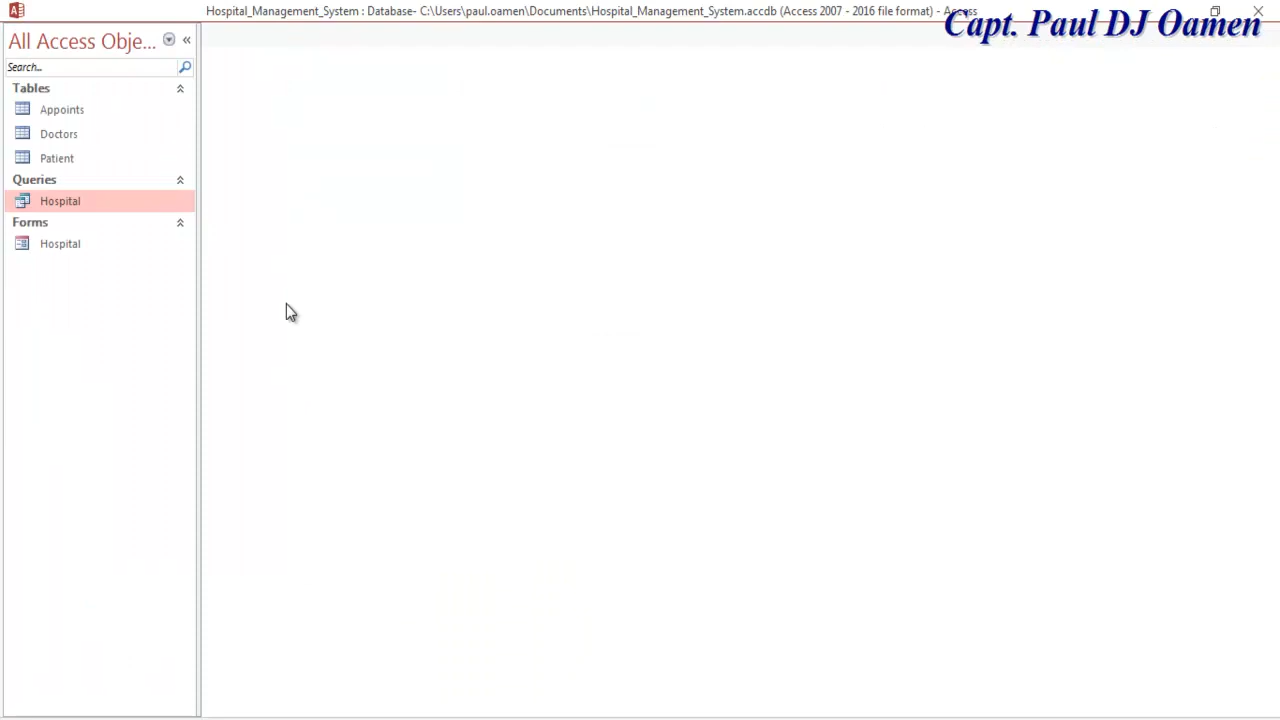 Hospital_Management_System : Database- C:\Users\paul.oamen\Documents\Hospital_Management_System.accdb (Access 2007 - 2016 file format) - Access
Capt. Paul DJ Oamen
All Access Obje...
Search...
Tables
Appoints
Doctors
Patient
Queries
Hospital
Forms
Hospital